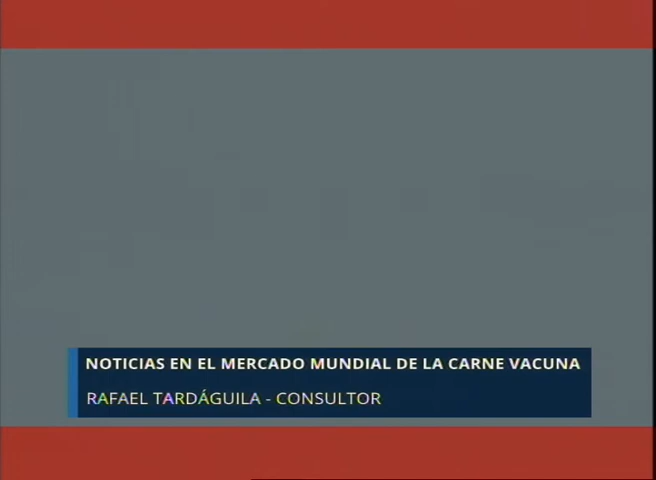 NOTICIAS EN EL MERCADO MUNDIAL DE LA CARNE VACUNA
RAFAEL TARDÁGUILA - CONSULTOR